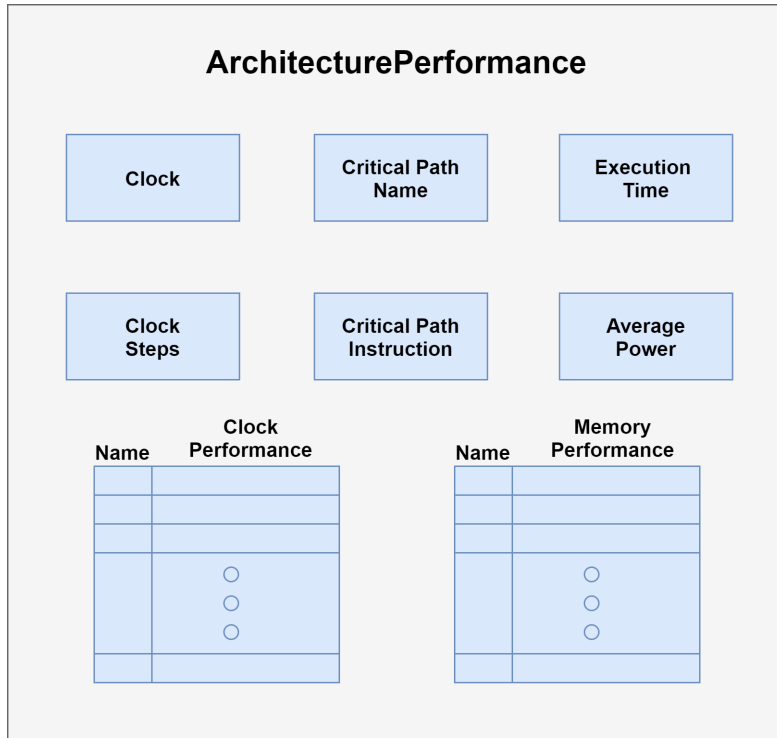 ArchitecturePerformance
Clock
Critical Path
Name
Execution
Time
Clock
Steps
Critical Path
Instruction
Average
Power
Name
Clock
Performance
Name
Memory
Performance